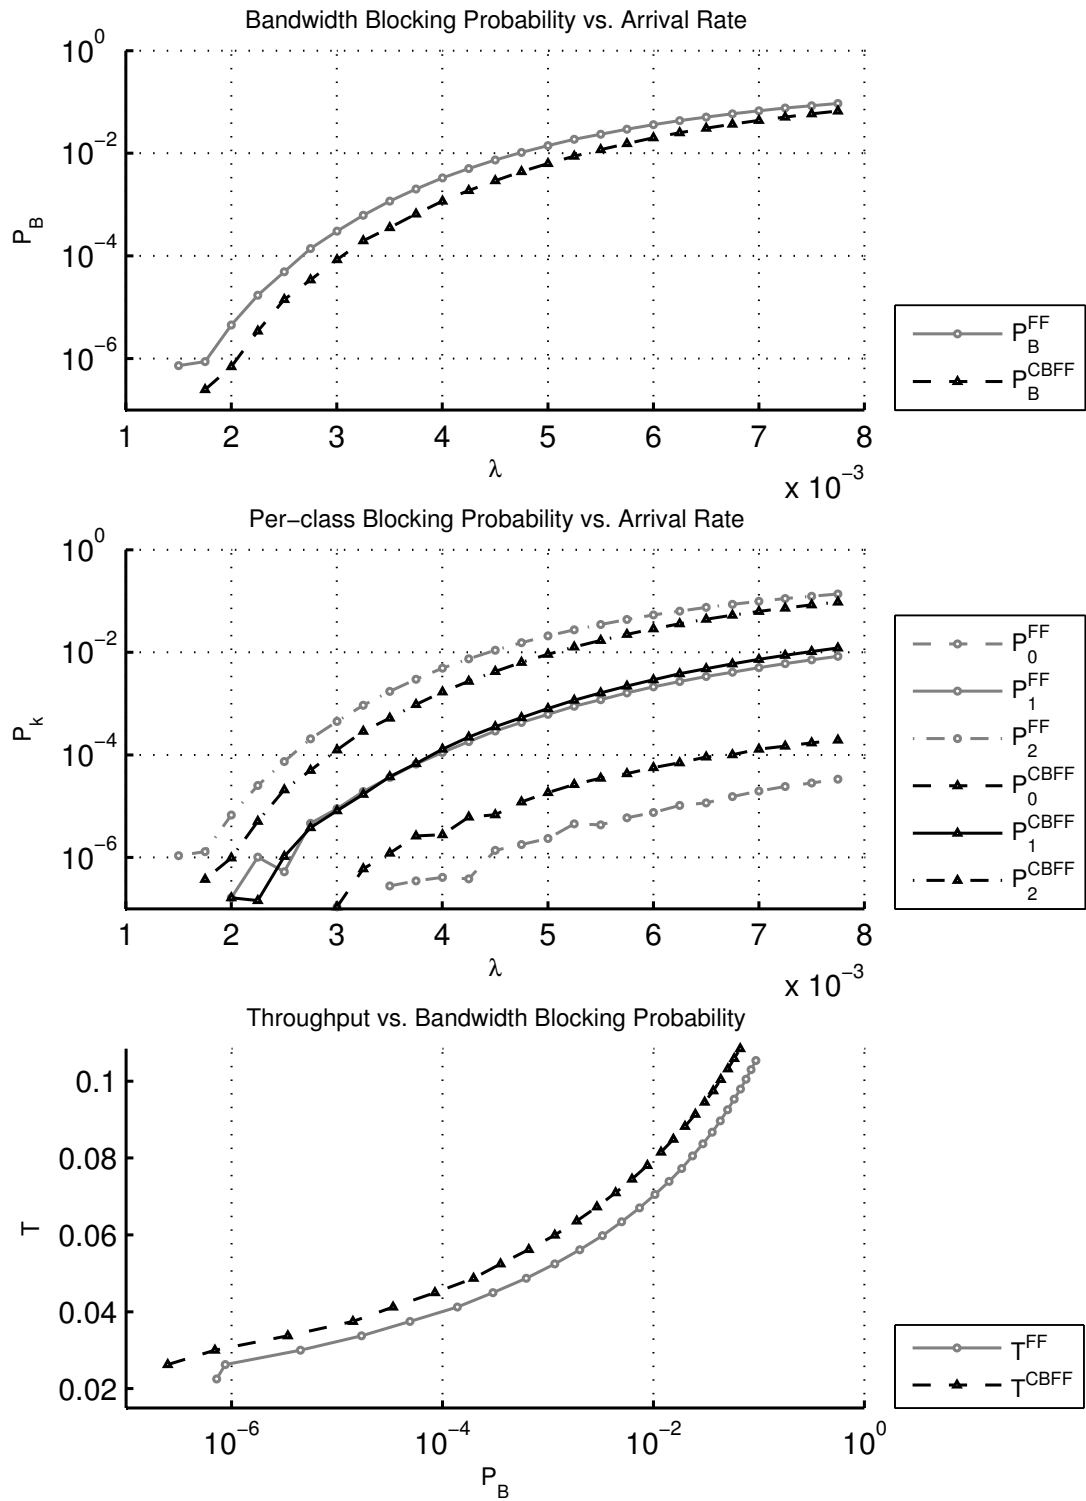 Bandwidth Blocking Probability vs. Arrival Rate
10^0
10^−2
10^−4
10^−6
P_B
1 2 3 4 5 6 7 8
λ
x 10^−3
P_B^FF
P_B^CBFF
Per−class Blocking Probability vs. Arrival Rate
10^0
10^−2
10^−4
10^−6
P_k
1 2 3 4 5 6 7 8
λ
x 10^−3
P_0^FF
P_1^FF
P_2^FF
P_0^CBFF
P_1^CBFF
P_2^CBFF
Throughput vs. Bandwidth Blocking Probability
0.1
0.08
0.06
0.04
0.02
T
10^−6 10^−4 10^−2 10^0
P_B
T^FF
T^CBFF